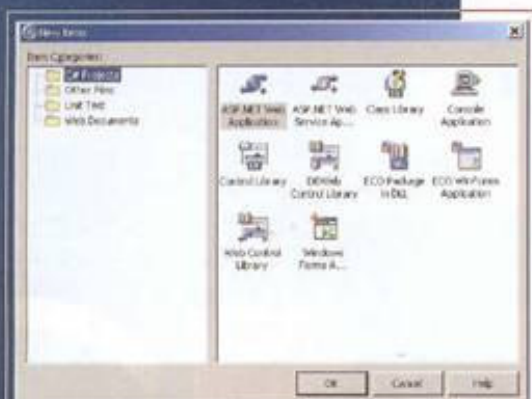 New Items
Item Categories:
C# Projects
Other Files
Unit Test
Web Documents
ASP.NET Web Application
ASP.NET Web Service Ap...
Class Library
Console Application
Control Library
DBWeb Control Library
ECO Package in DLL
ECO WinForms Application
Web Control Library
Windows Forms A...
OK
Cancel
Help